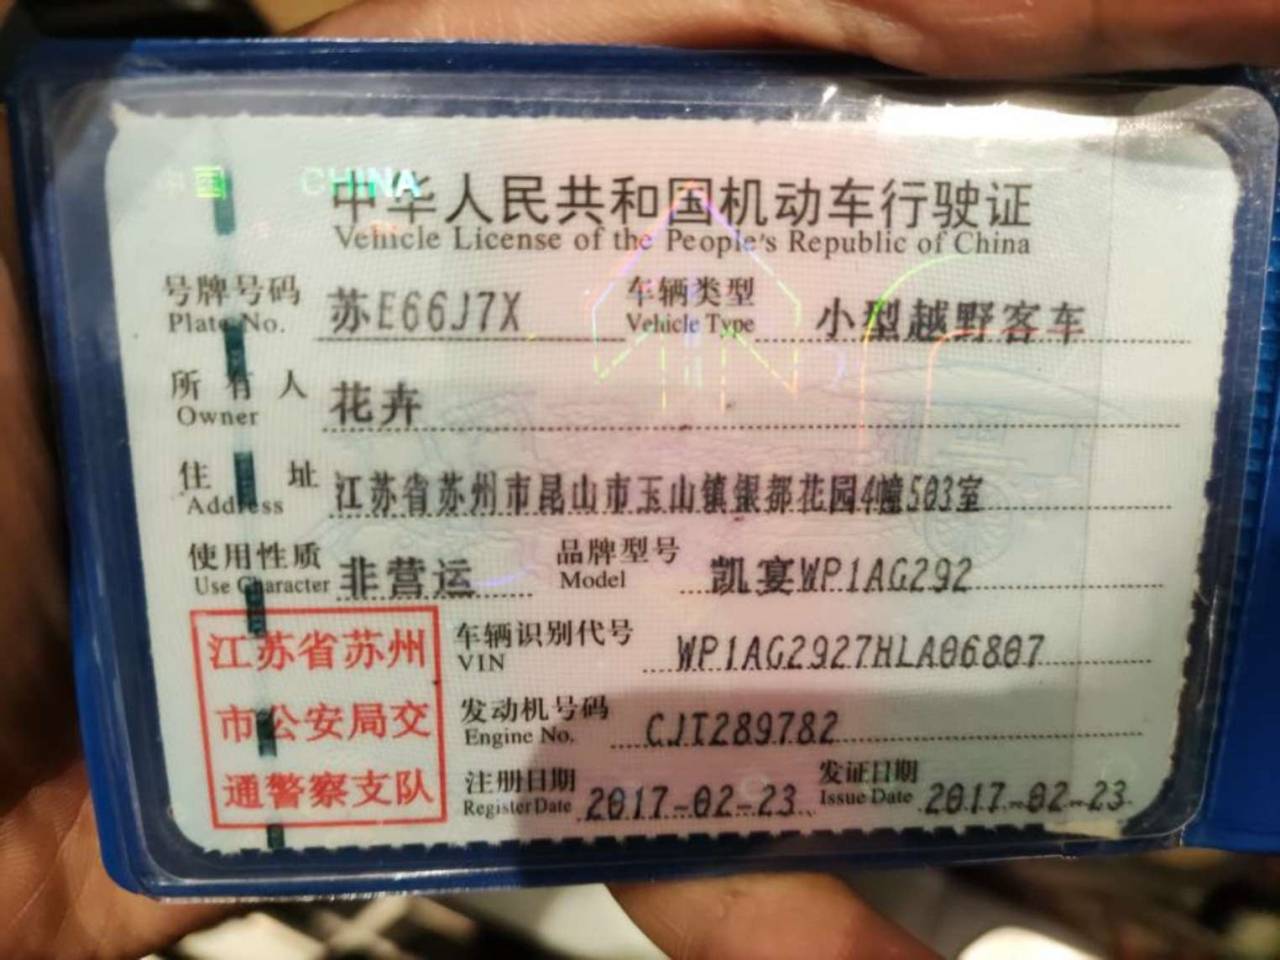 中国 CHINA
中华人民共和国机动车行驶证
Vehicle License of the People's Republic of China
号牌号码 苏E66J7X 车辆类型 小型越野客车
Plate No. Vehicle Type
所有人 花卉
Owner
住址 江苏省苏州市昆山市玉山镇银都花园4幢503室
Address
使用性质 非营运 品牌型号 凯宴WP1AG292
Use Character Model
江苏省苏州
市公安局交
通警察支队
车辆识别代号 WP1AG2927HLA06807
VIN
发动机号码 CJT289782
Engine No.
注册日期 2017-02-23 发证日期 2017-02-23
Register Date Issue Date